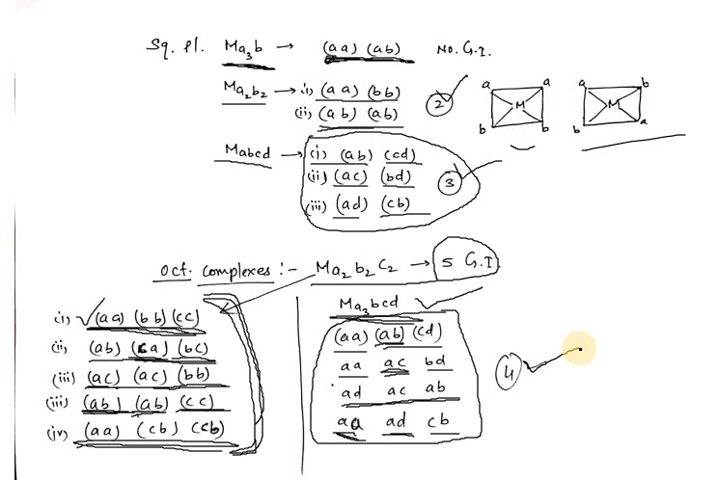 Sq. pl. Ma₃b → (aa) (ab) No. G.I.
Ma₂b₂ → i) (aa) (bb)
(ii) (ab) (ab)
2
a a b b M
a b b a M
Mabcd → (i) (ab) (cd)
(ii) (ac) (bd)
(iii) (ad) (cb)
3
Oct. Complexes :- Ma₂b₂c₂ → 5 G.I
(i) (aa) (bb) (cc)
(ii) (ab) (ca) (bc)
(iii) (ac) (ac) (bb)
(iii) (ab) (ab) (cc)
(iv) (aa) (cb) (cb)
Ma₃bcd
(aa) (ab) (cd)
aa ac bd
ad ac ab
aa ad cb
4